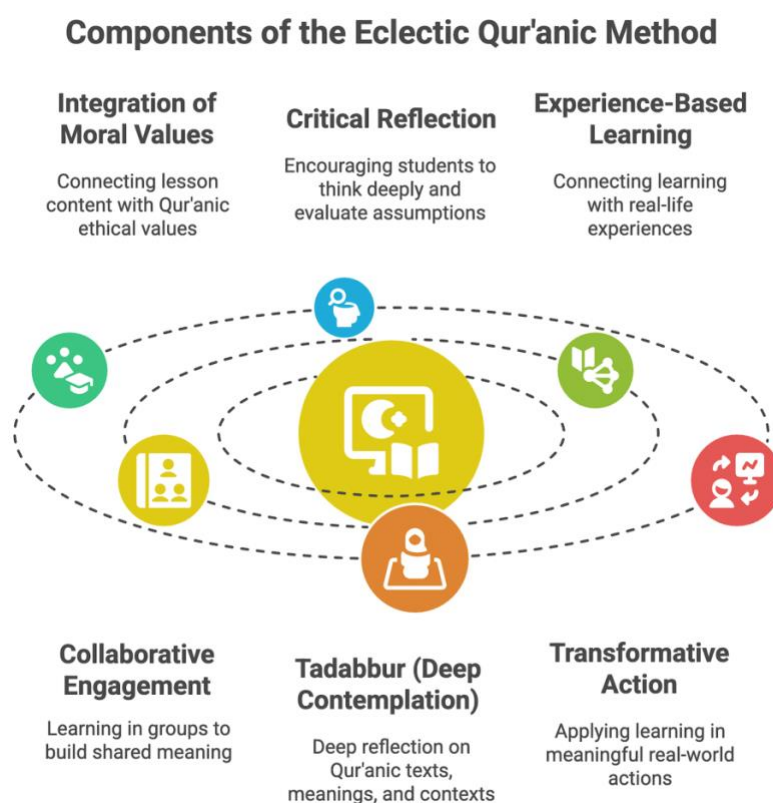 Components of the Eclectic Qur'anic Method
Integration of
Moral Values
Connecting lesson
content with Qur'anic
ethical values
Critical Reflection
Encouraging students to
think deeply and
evaluate assumptions
Experience-Based
Learning
Connecting learning
with real-life
experiences
Collaborative
Engagement
Learning in groups to
build shared meaning
Tadabbur (Deep
Contemplation)
Deep reflection on
Qur'anic texts,
meanings, and contexts
Transformative
Action
Applying learning in
meaningful real-world
actions